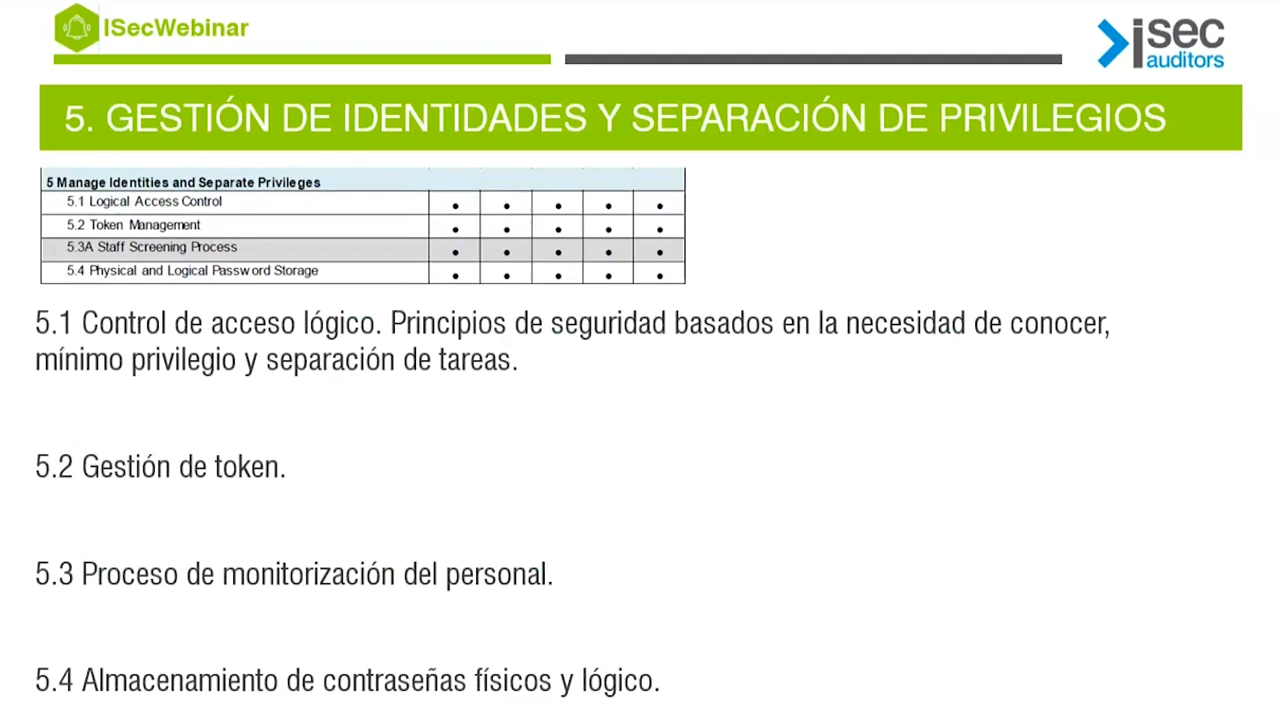 ISecWebinar
isec
auditors
5. GESTIÓN DE IDENTIDADES Y SEPARACIÓN DE PRIVILEGIOS
5 Manage Identities and Separate Privileges
5.1 Logical Access Control • • • • •
5.2 Token Management • • • • •
5.3A Staff Screening Process • • • • •
5.4 Physical and Logical Password Storage • • • • •
5.1 Control de acceso lógico. Principios de seguridad basados en la necesidad de conocer,
mínimo privilegio y separación de tareas.
5.2 Gestión de token.
5.3 Proceso de monitorización del personal.
5.4 Almacenamiento de contraseñas físicos y lógico.